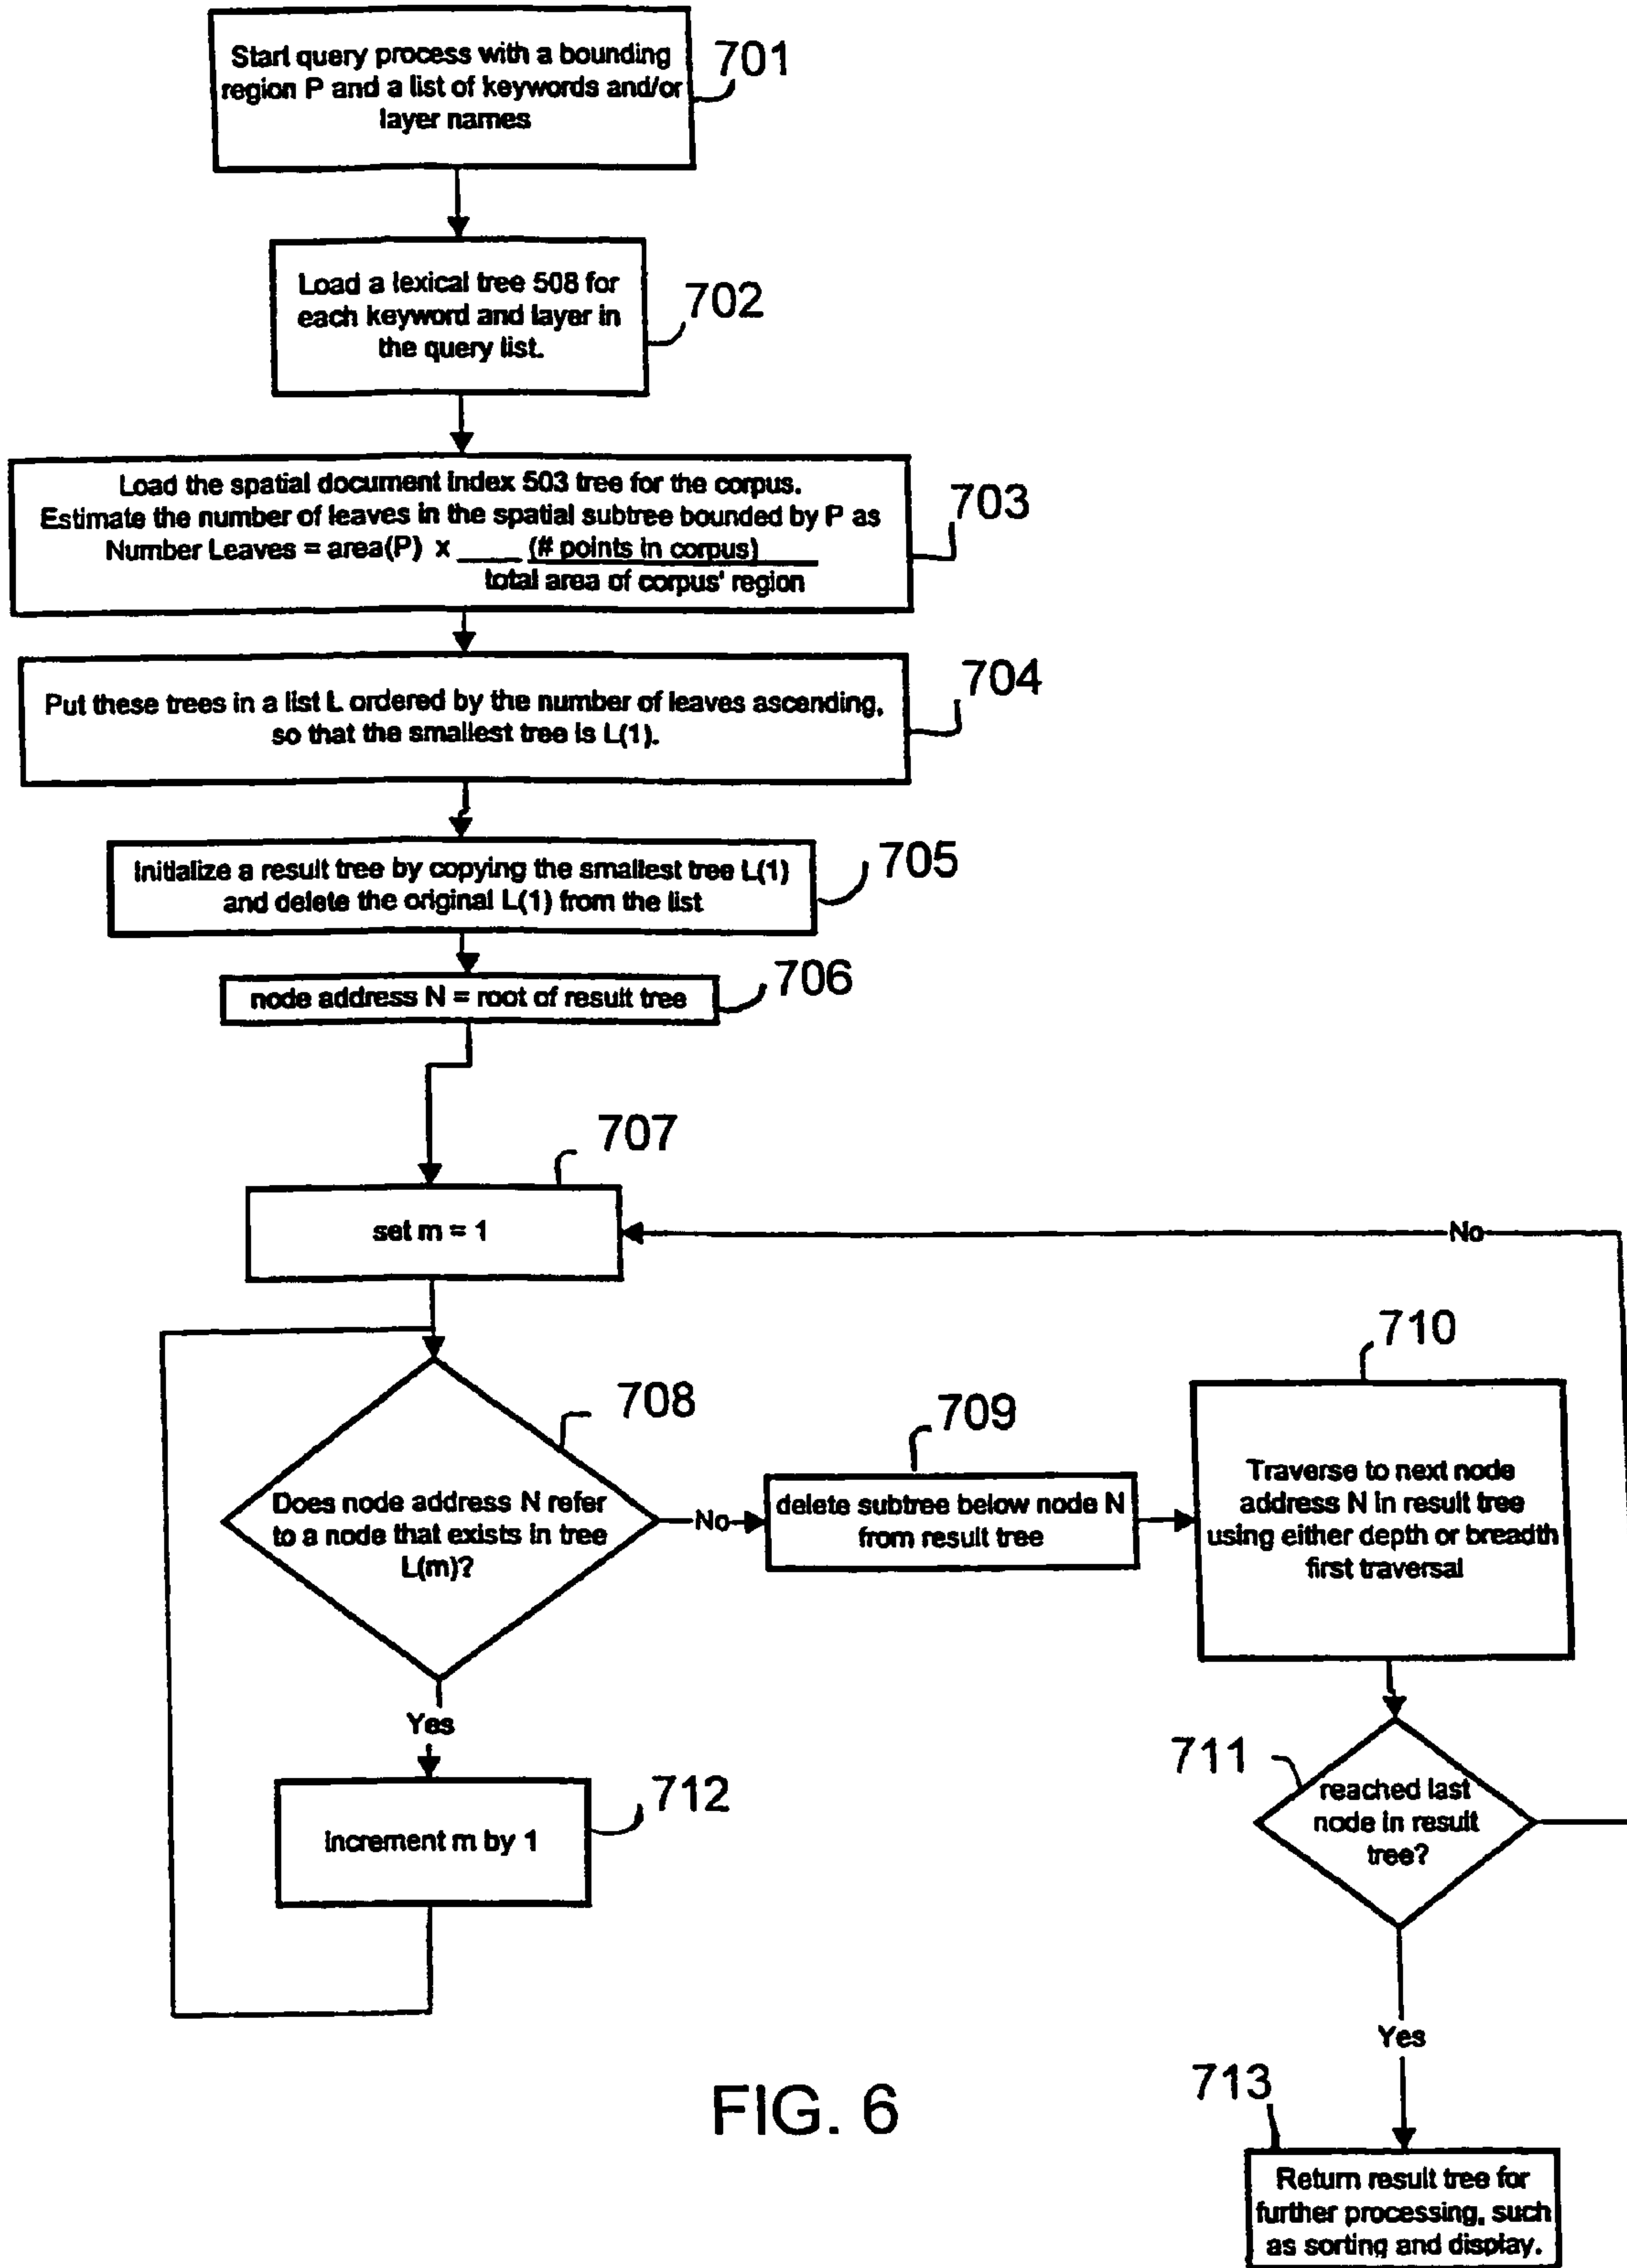 Start query process with a bounding
region P and a list of keywords and/or
layer names
701
Load a lexical tree 508 for
each keyword and layer in
the query list.
702
Load the spatial document index 503 tree for the corpus.
Estimate the number of leaves in the spatial subtree bounded by P as
Number Leaves = area(P) x (# points in corpus)
total area of corpus' region
703
Put these trees in a list L ordered by the number of leaves ascending,
so that the smallest tree is L(1).
704
Initialize a result tree by copying the smallest tree L(1)
and delete the original L(1) from the list
705
node address N = root of result tree
706
707
set m = 1
No
708
Does node address N refer
to a node that exists in tree
L(m)?
No
709
delete subtree below node N
from result tree
710
Traverse to next node
address N in result tree
using either depth or breadth
first traversal
Yes
712
increment m by 1
711
reached last
node in result
tree?
Yes
713
Return result tree for
further processing, such
as sorting and display.
FIG. 6